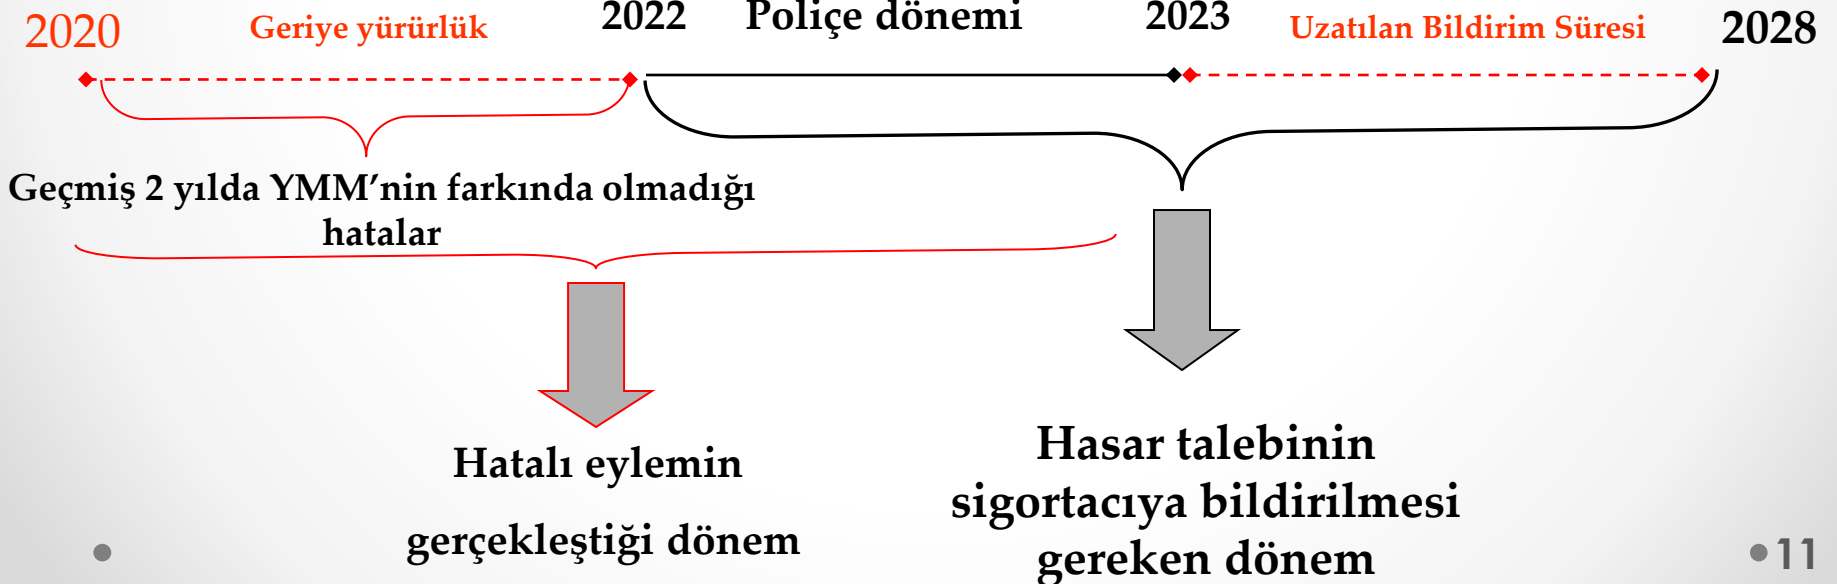 2020
Geriye yürürlük
2022
Poliçe dönemi
2023
Uzatılan Bildirim Süresi
2028
Geçmiş 2 yılda YMM’nin farkında olmadığı
hatalar
Hatalı eylemin
gerçekleştiği dönem
Hasar talebinin
sigortacıya bildirilmesi
gereken dönem
11